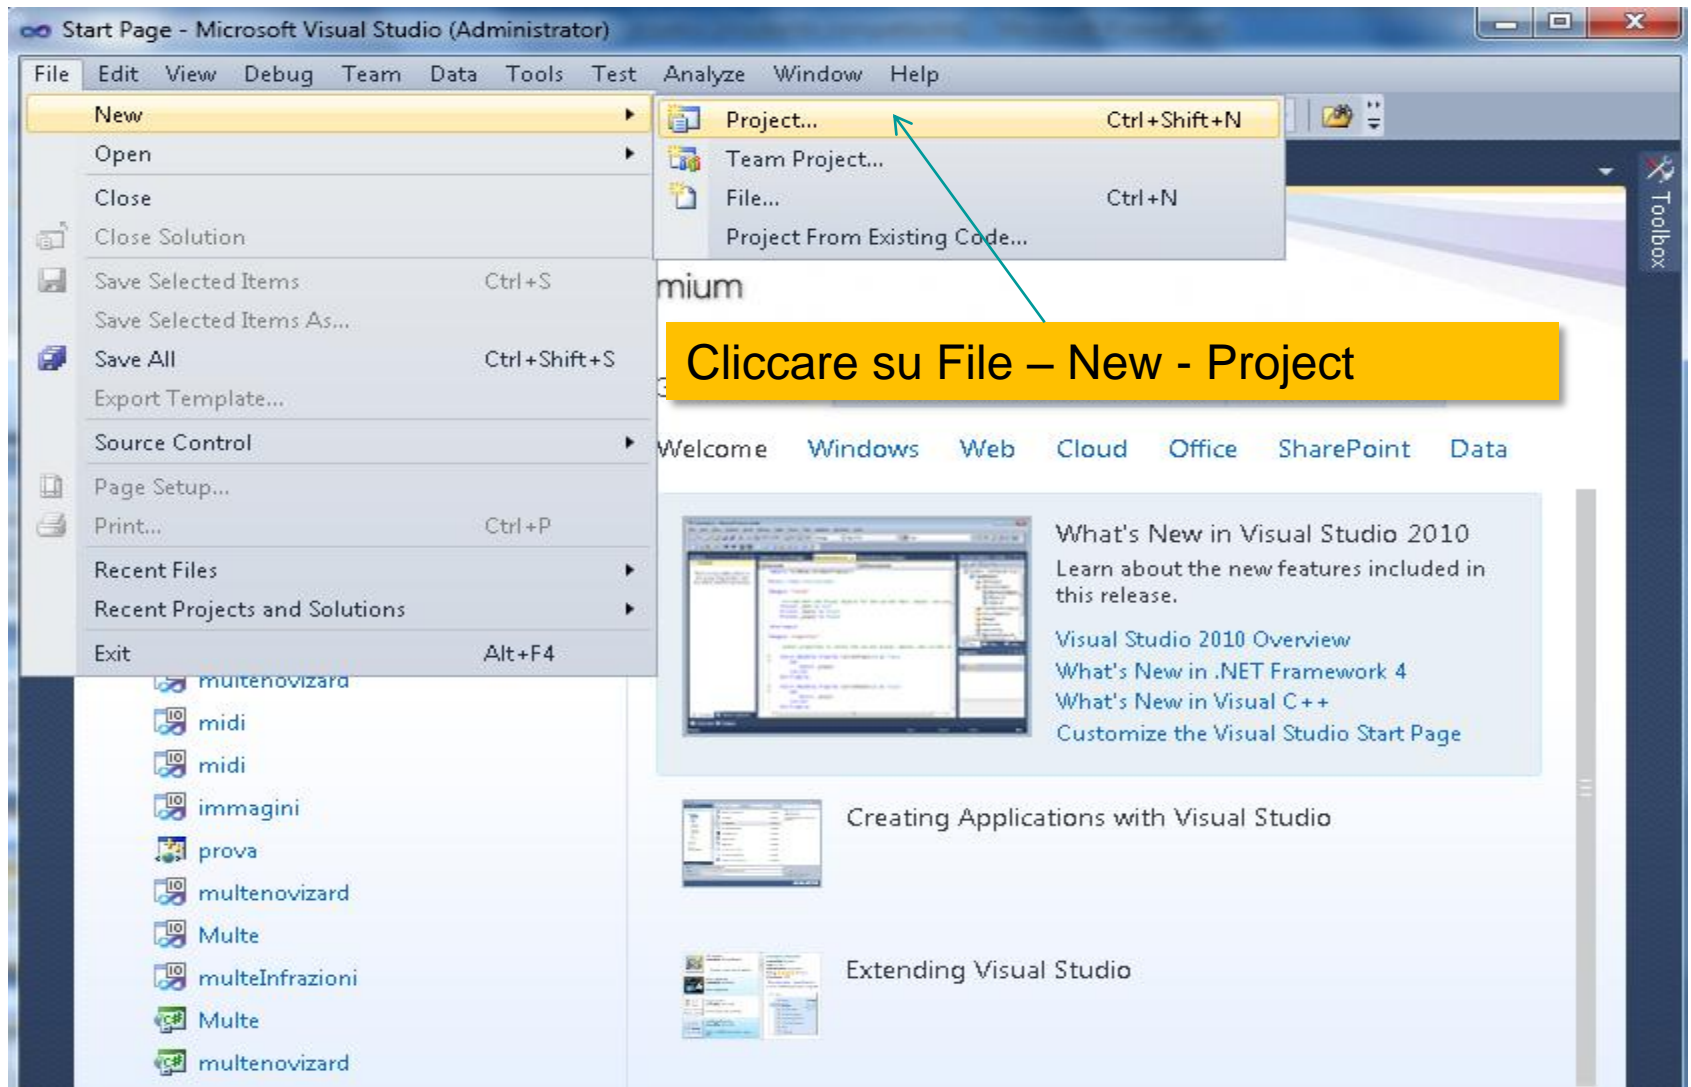 Start Page - Microsoft Visual Studio (Administrator)
File Edit View Debug Team Data Tools Test Analyze Window Help
New
Open
Close
Close Solution
Save Selected Items Ctrl+S
Save Selected Items As...
Save All Ctrl+Shift+S
Export Template...
Source Control
Page Setup...
Print... Ctrl+P
Recent Files
Recent Projects and Solutions
Exit Alt+F4
Project... Ctrl+Shift+N
Team Project...
File... Ctrl+N
Project From Existing Code...
Toolbox
mium
Cliccare su File – New - Project
Welcome Windows Web Cloud Office SharePoint Data
What's New in Visual Studio 2010
Learn about the new features included in
this release.
Visual Studio 2010 Overview
What's New in .NET Framework 4
What's New in Visual C++
Customize the Visual Studio Start Page
Creating Applications with Visual Studio
Extending Visual Studio
multenovizard
midi
midi
immagini
prova
multenovizard
Multe
multeInfrazioni
Multe
multenovizard